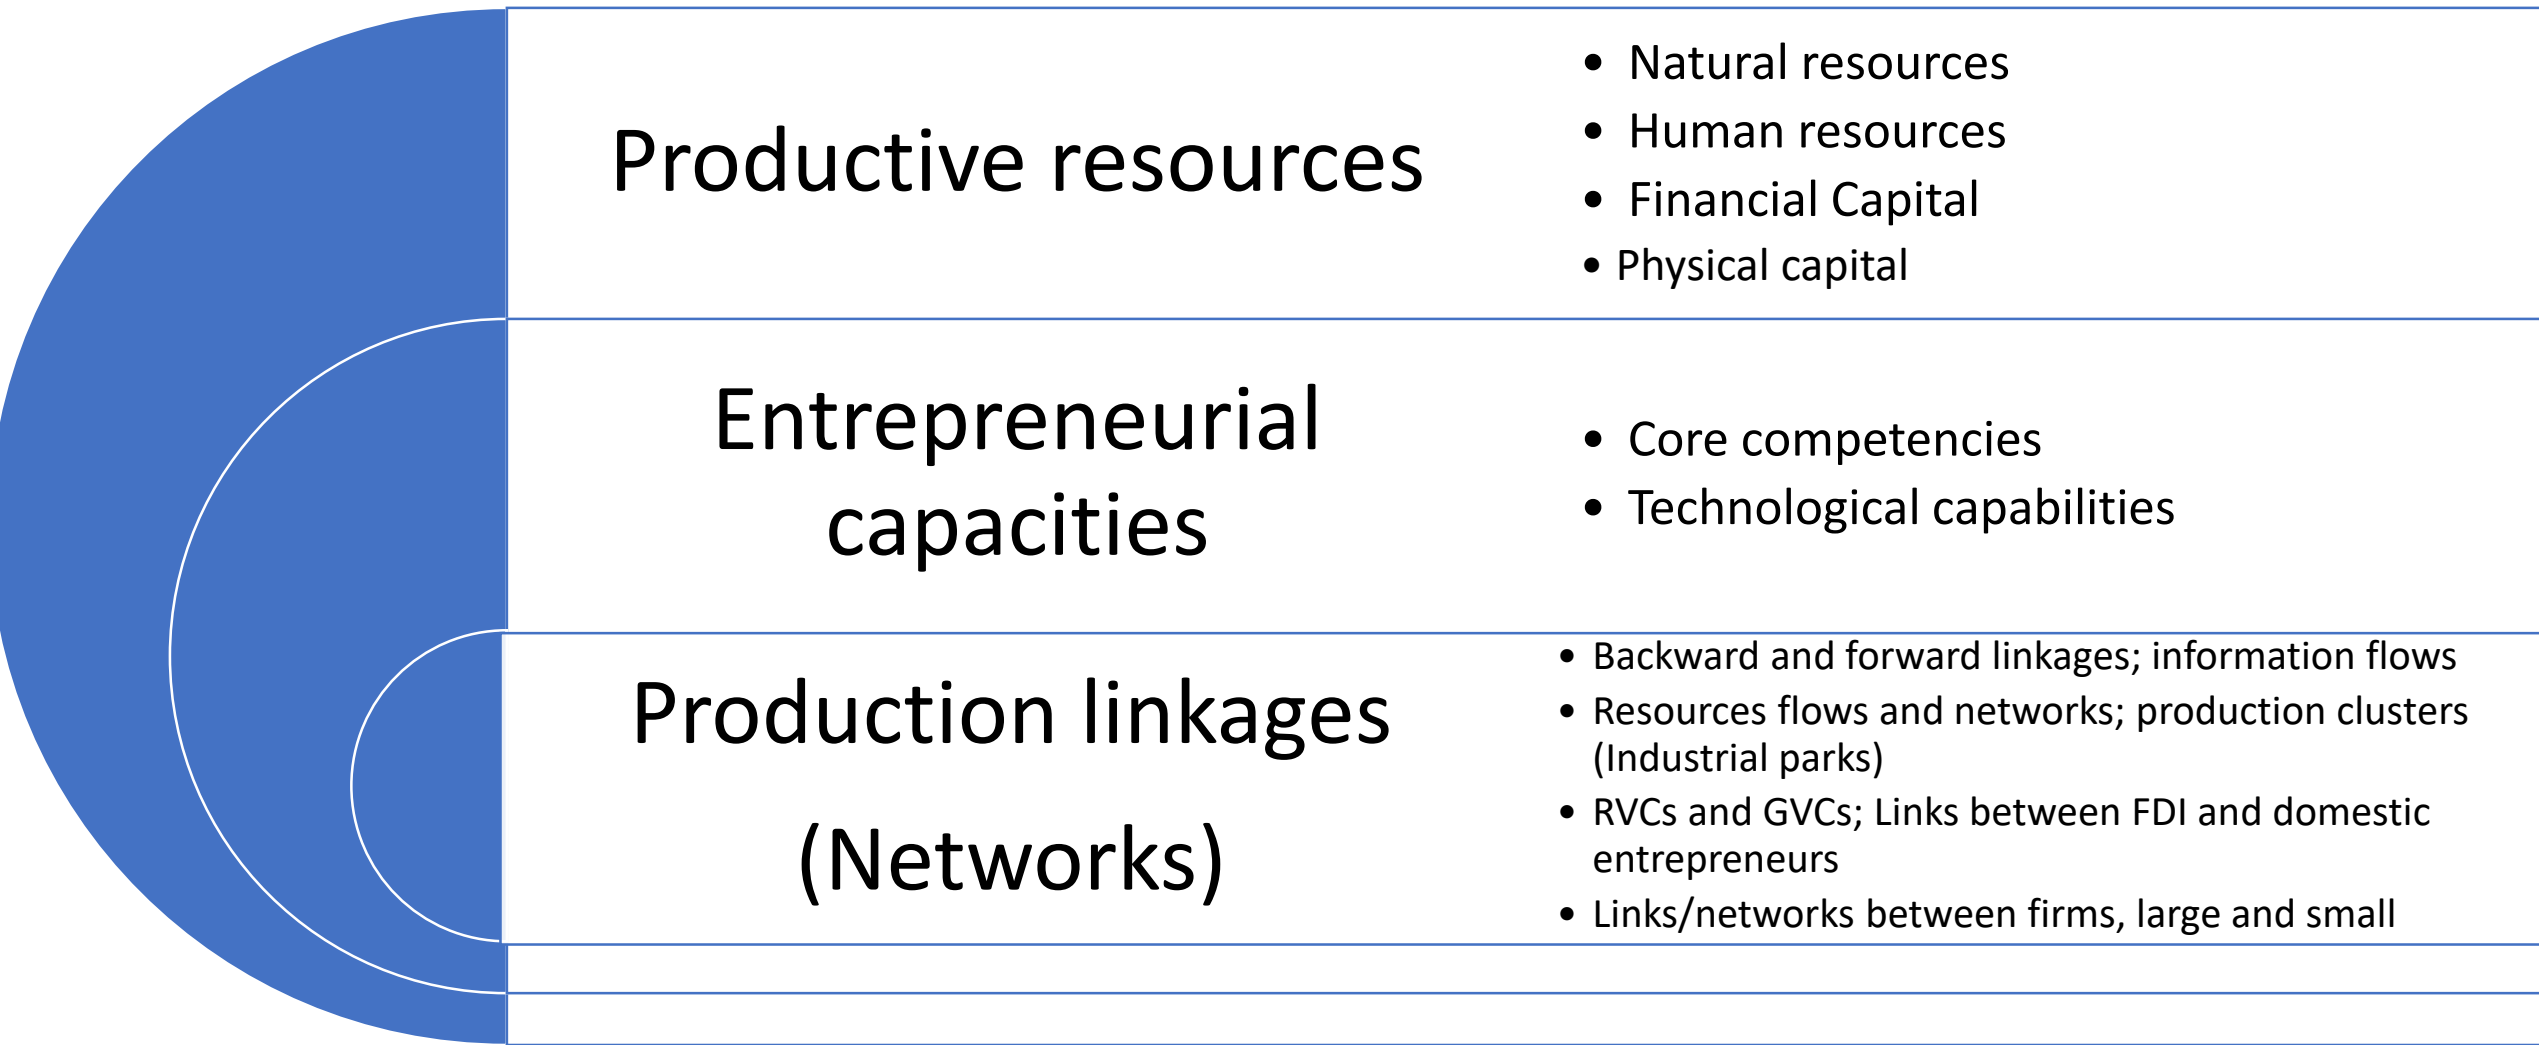 Productive resources
• Natural resources
• Human resources
• Financial Capital
• Physical capital
Entrepreneurial
capacities
• Core competencies
• Technological capabilities
Production linkages
(Networks)
• Backward and forward linkages; information flows
• Resources flows and networks; production clusters
(Industrial parks)
• RVCs and GVCs; Links between FDI and domestic
entrepreneurs
• Links/networks between firms, large and small